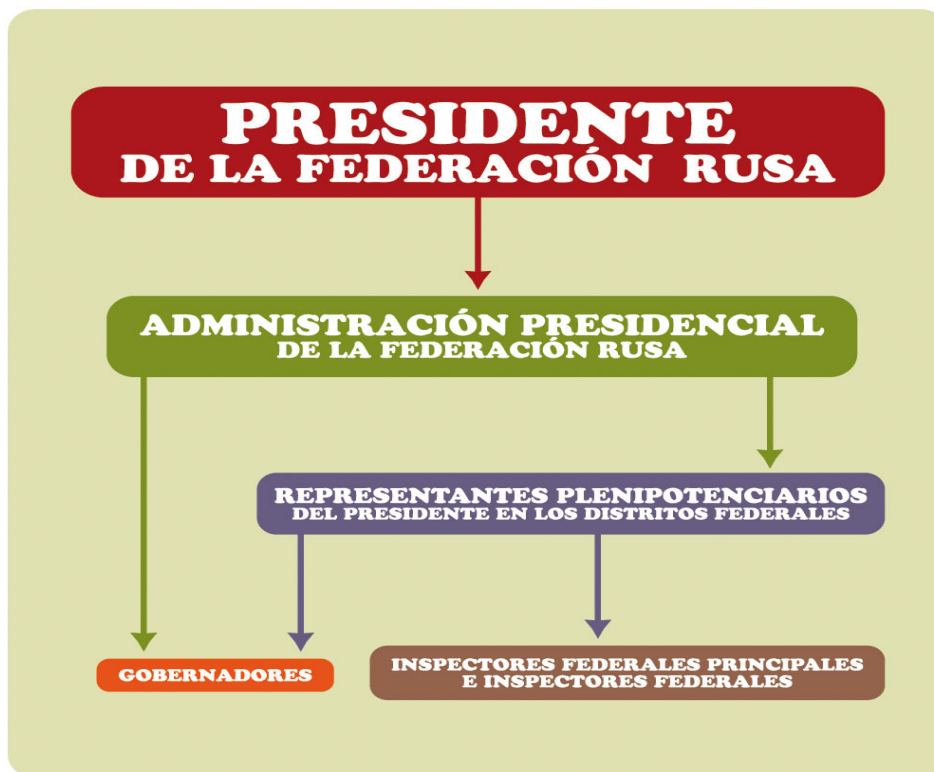 PRESIDENTE
DE LA FEDERACIÓN RUSA
ADMINISTRACIÓN PRESIDENCIAL
DE LA FEDERACIÓN RUSA
REPRESENTANTES PLENIPOTENCIARIOS
DEL PRESIDENTE EN LOS DISTRITOS FEDERALES
GOBERNADORES
INSPECTORES FEDERALES PRINCIPALES
E INSPECTORES FEDERALES